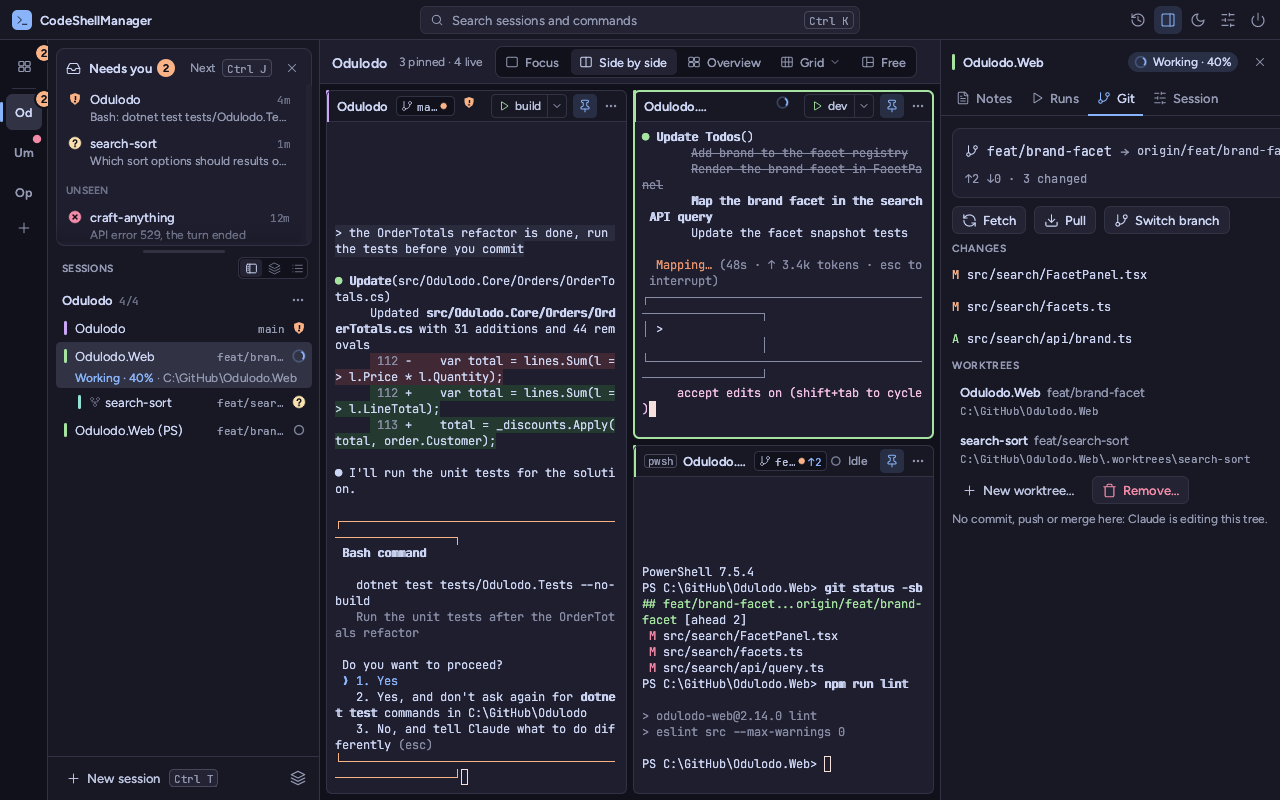 CodeShellManager
Search sessions and commands
Ctrl K
2
Needs you 2
Next Ctrl J
Odulodo 4m
Bash: dotnet test tests/Odulodo.Te…
search-sort 1m
Which sort options should results o…
UNSEEN
craft-anything 12m
API error 529, the turn ended
2
Od
Um
Op
SESSIONS
Odulodo 4/4
Odulodo main
Odulodo.Web feat/bran…
Working · 40% · C:\GitHub\Odulodo.Web
search-sort feat/sear…
Odulodo.Web (PS) feat/bran…
New session Ctrl T
Odulodo 3 pinned · 4 live
Focus
Side by side
Overview
Grid
Free
Odulodo
ma…
build
> the OrderTotals refactor is done, run
the tests before you commit
Update(src/Odulodo.Core/Orders/OrderTo
tals.cs)
Updated src/Odulodo.Core/Orders/Ord
erTotals.cs with 31 additions and 44 rem
ovals
112 - var total = lines.Sum(l =
> l.Price * l.Quantity);
112 + var total = lines.Sum(l =
> l.LineTotal);
113 + total = _discounts.Apply(
total, order.Customer);
I'll run the unit tests for the soluti
on.
Bash command
dotnet test tests/Odulodo.Tests --no-
build
Run the unit tests after the OrderTot
als refactor
Do you want to proceed?
❯ 1. Yes
2. Yes, and don't ask again for dotne
t test commands in C:\GitHub\Odulodo
3. No, and tell Claude what to do dif
ferently (esc)
Odulodo.…
dev
Update Todos()
Add brand to the facet registry
Render the brand facet in FacetPa
nel
Map the brand facet in the search
API query
Update the facet snapshot tests
Mapping… (48s · ↑ 3.4k tokens · esc to
interrupt)
>
accept edits on (shift+tab to cycle
)
pwsh
Odulodo.…
fe… ↑2
Idle
PowerShell 7.5.4
PS C:\GitHub\Odulodo.Web> git status -sb
## feat/brand-facet...origin/feat/brand-
facet [ahead 2]
M src/search/FacetPanel.tsx
M src/search/facets.ts
M src/search/api/query.ts
PS C:\GitHub\Odulodo.Web> npm run lint
> odulodo-web@2.14.0 lint
> eslint src --max-warnings 0
PS C:\GitHub\Odulodo.Web>
Odulodo.Web
Working · 40%
Notes
Runs
Git
Session
feat/brand-facet → origin/feat/brand-fa
↑2 ↓0 · 3 changed
Fetch
Pull
Switch branch
CHANGES
M src/search/FacetPanel.tsx
M src/search/facets.ts
A src/search/api/brand.ts
WORKTREES
Odulodo.Web feat/brand-facet
C:\GitHub\Odulodo.Web
search-sort feat/search-sort
C:\GitHub\Odulodo.Web\.worktrees\search-sort
New worktree…
Remove…
No commit, push or merge here: Claude is editing this tree.